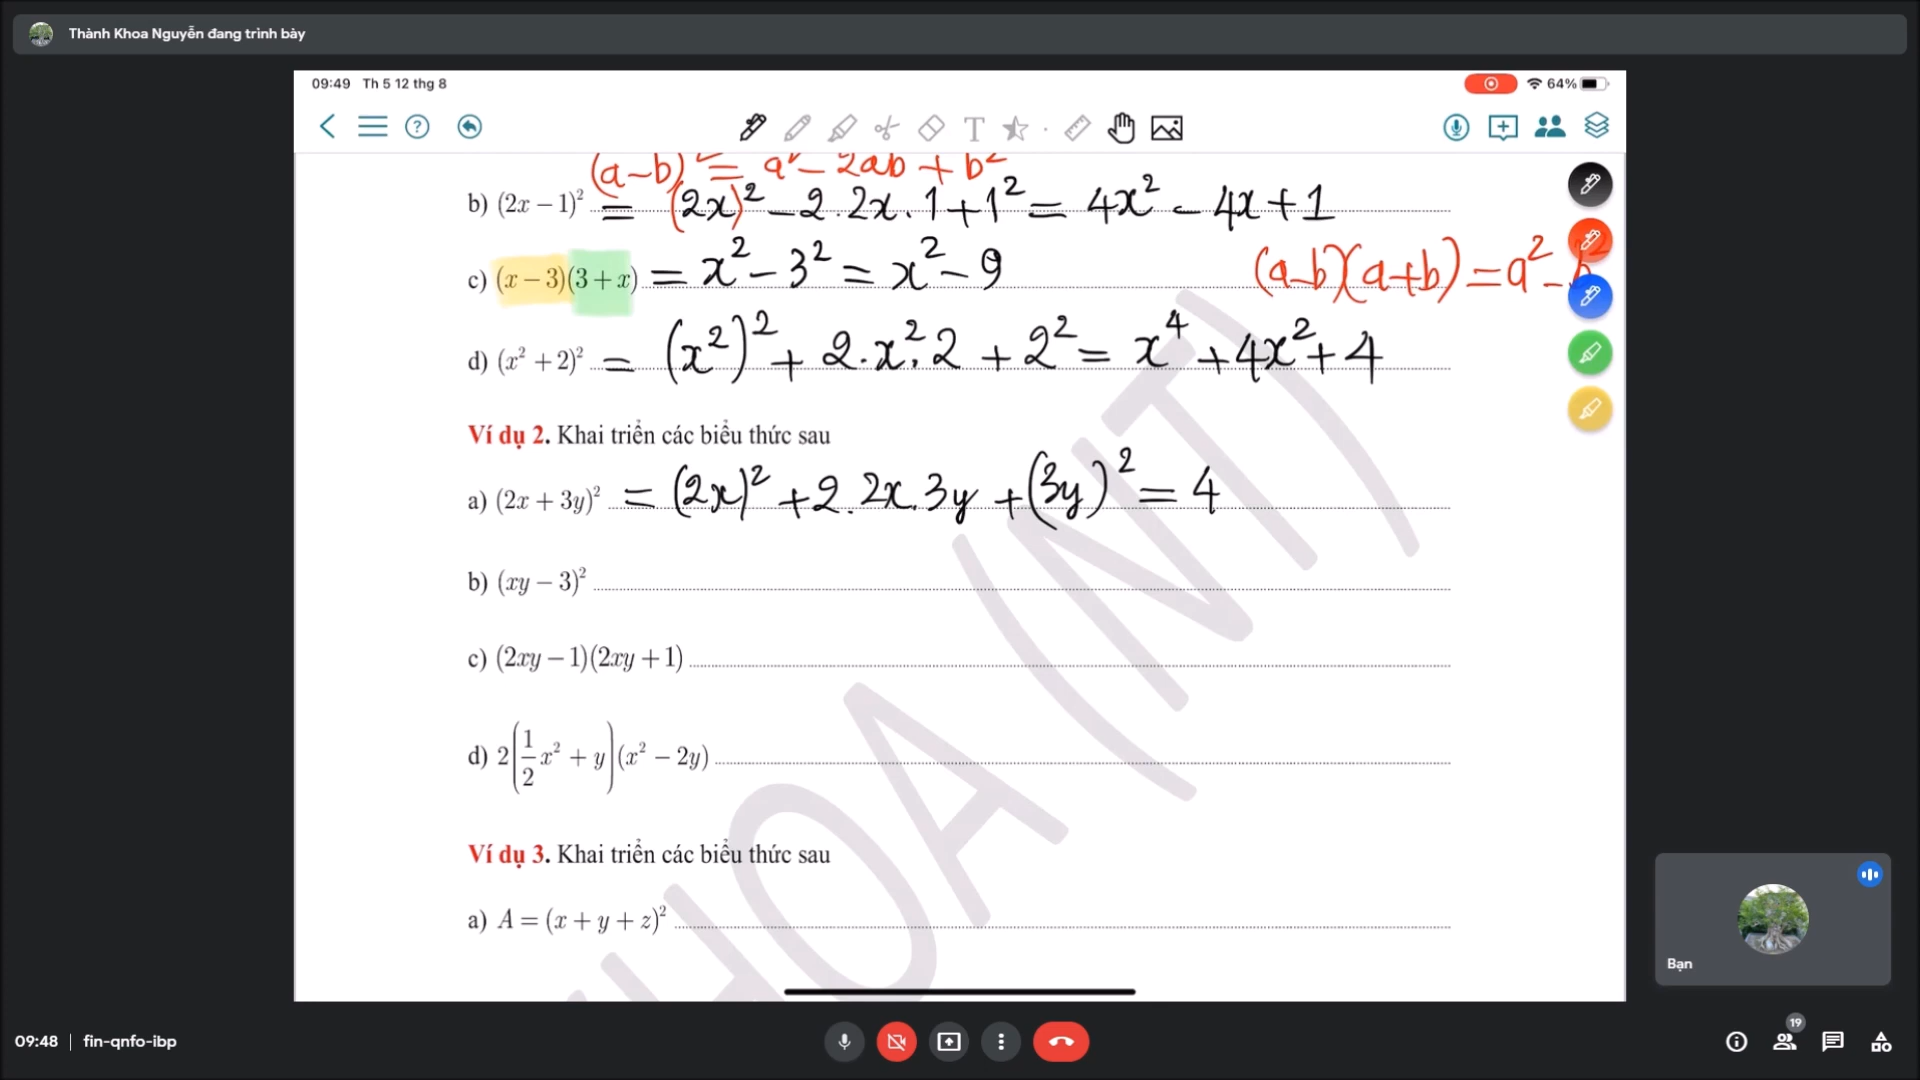 Thành Khoa Nguyễn đang trình bày
09:49 Th 5 12 thg 8
64%
(a-b)² = a² - 2ab + b²
b) (2x − 1)² = (2x)² - 2.2x.1 + 1² = 4x² - 4x + 1
c) (x − 3)(3 + x) = x² - 3² = x² - 9
(a-b)(a+b) = a² - b²
d) (x² + 2)² = (x²)² + 2.x².2 + 2² = x⁴ + 4x² + 4
Ví dụ 2. Khai triển các biểu thức sau
a) (2x + 3y)² = (2x)² + 2.2x.3y + (3y)² = 4
b) (xy − 3)²
c) (2xy − 1)(2xy + 1)
d) 2(1/2 x² + y)(x² − 2y)
Ví dụ 3. Khai triển các biểu thức sau
a) A = (x + y + z)²
KHOA (NT)
Bạn
09:48 | fin-qnfo-ibp
19